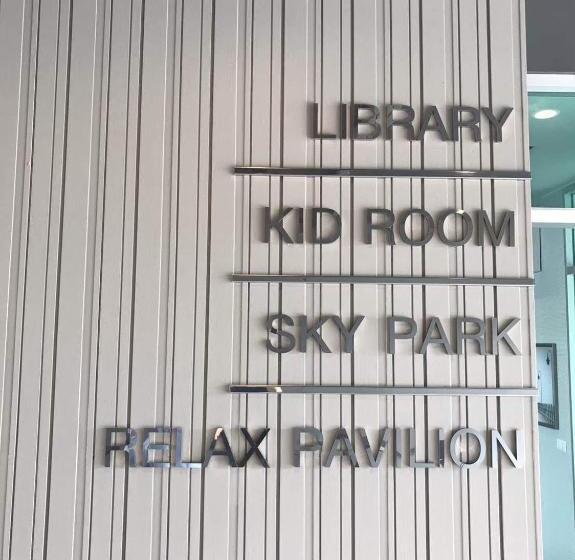 LIBRARY
KID ROOM
SKY PARK
RELAX PAVILION